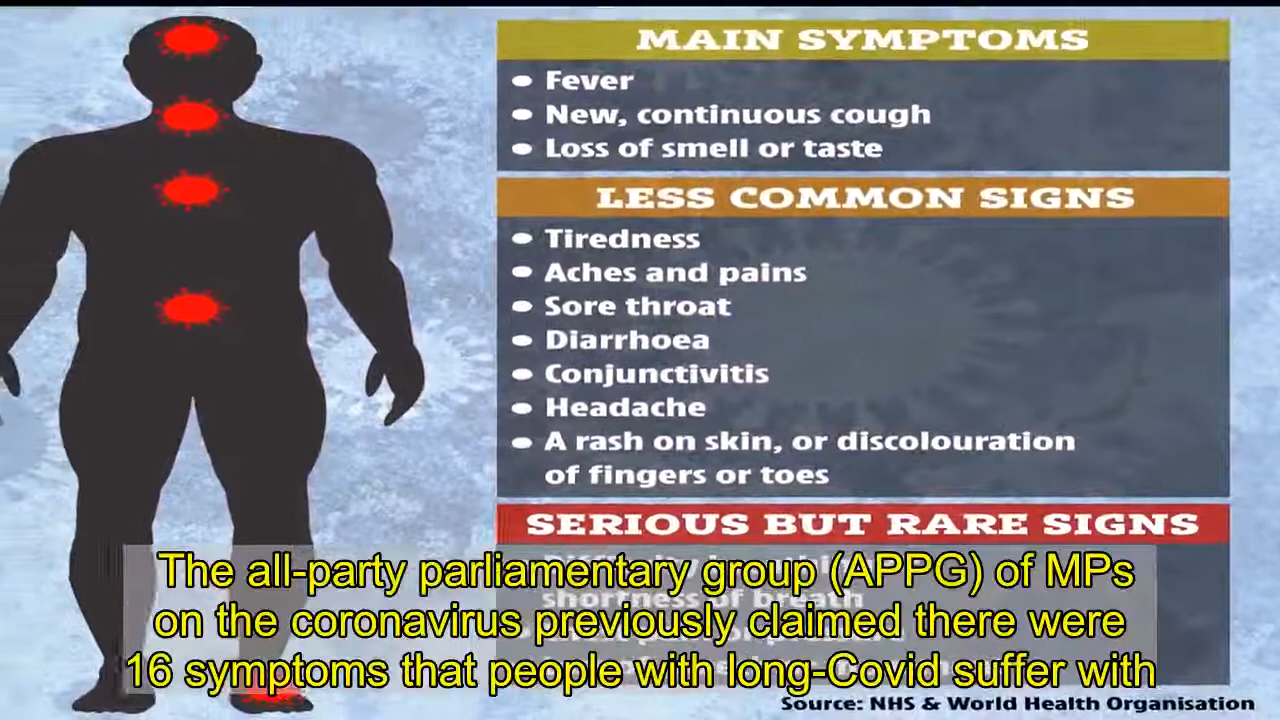 MAIN SYMPTOMS
Fever
New, continuous cough
Loss of smell or taste
LESS COMMON SIGNS
Tiredness
Aches and pains
Sore throat
Diarrhoea
Conjunctivitis
Headache
A rash on skin, or discolouration
of fingers or toes
SERIOUS BUT RARE SIGNS
shortness of breath
The all-party parliamentary group (APPG) of MPs
on the coronavirus previously claimed there were
16 symptoms that people with long-Covid suffer with
Source: NHS & World Health Organisation